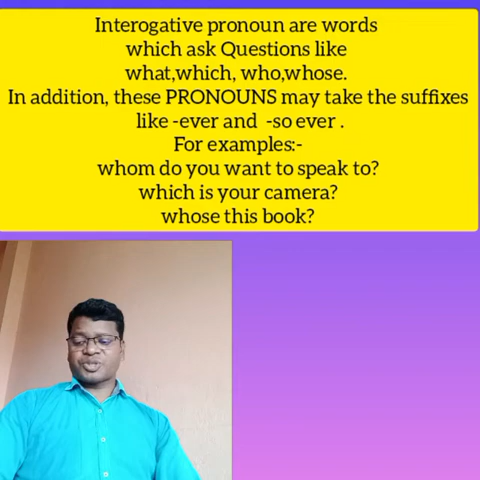 Interogative pronoun are words
which ask Questions like
what,which, who,whose.
In addition, these PRONOUNS may take the suffixes
like -ever and -so ever .
For examples:-
whom do you want to speak to?
which is your camera?
whose this book?